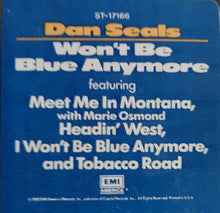 ST-17166
Dan Seals
Won't Be
Blue Anymore
featuring
Meet Me In Montana,
with Marie Osmond
Headin' West,
I Won't Be Blue Anymore,
and Tobacco Road
EMI
AMERICA